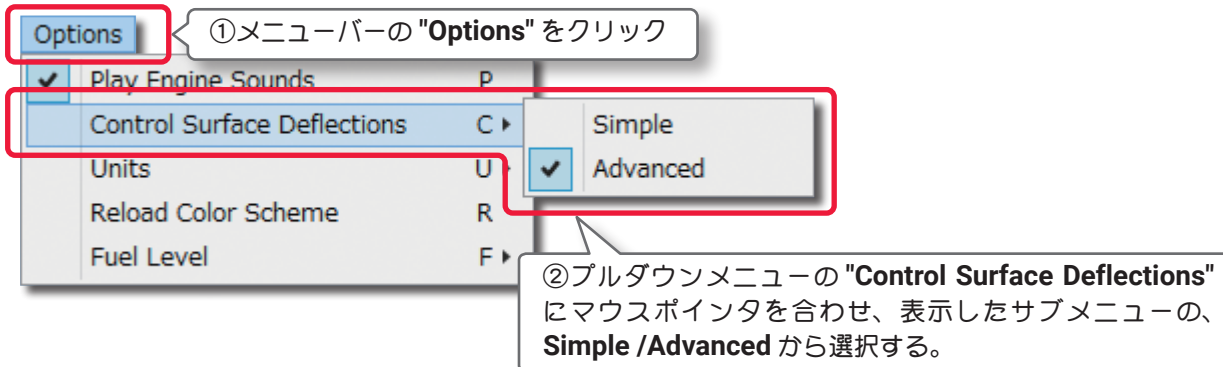 Options
①メニューバーの "Options" をクリック
Play Engine Sounds P
Control Surface Deflections C
Simple
Units U
Advanced
Reload Color Scheme R
Fuel Level F
②プルダウンメニューの "Control Surface Deflections"
にマウスポインタを合わせ、表示したサブメニューの、
Simple /Advanced から選択する。